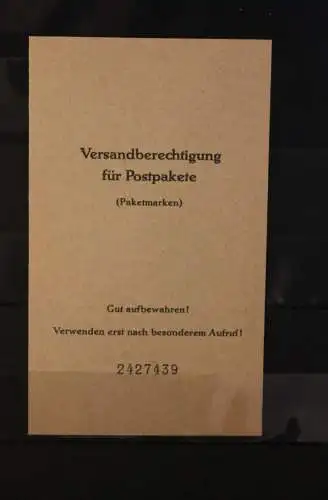 Versandberechtigung
für Postpakete
(Paketmarken)
Gut aufbewahren!
Verwenden erst nach besonderem Aufruf!
2427439